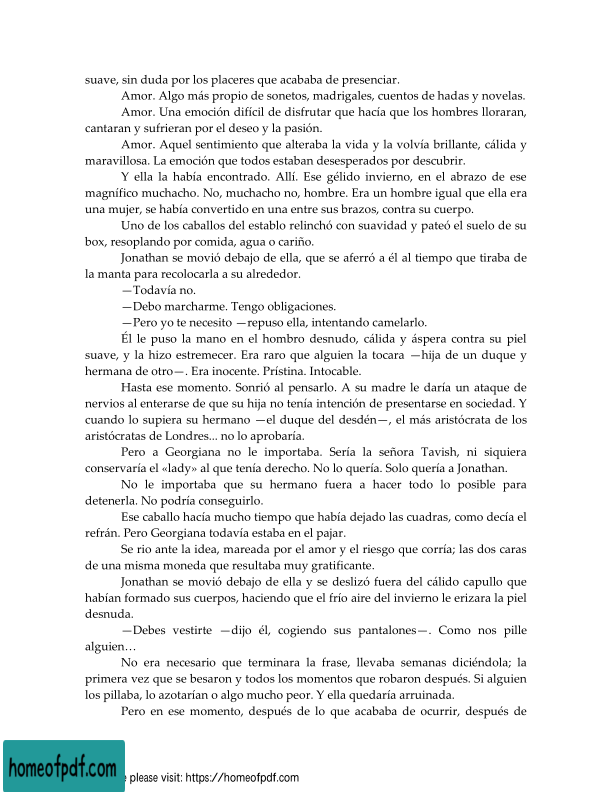 suave, sin duda por los placeres que acababa de presenciar.
Amor. Algo más propio de sonetos, madrigales, cuentos de hadas y novelas.
Amor. Una emoción difícil de disfrutar que hacía que los hombres lloraran,
cantaran y sufrieran por el deseo y la pasión.
Amor. Aquel sentimiento que alteraba la vida y la volvía brillante, cálida y
maravillosa. La emoción que todos estaban desesperados por descubrir.
Y ella la había encontrado. Allí. Ese gélido invierno, en el abrazo de ese
magnífico muchacho. No, muchacho no, hombre. Era un hombre igual que ella era
una mujer, se había convertido en una entre sus brazos, contra su cuerpo.
Uno de los caballos del establo relinchó con suavidad y pateó el suelo de su
box, resoplando por comida, agua o cariño.
Jonathan se movió debajo de ella, que se aferró a él al tiempo que tiraba de
la manta para recolocarla a su alrededor.
—Todavía no.
—Debo marcharme. Tengo obligaciones.
—Pero yo te necesito —repuso ella, intentando camelarlo.
Él le puso la mano en el hombro desnudo, cálida y áspera contra su piel
suave, y la hizo estremecer. Era raro que alguien la tocara —hija de un duque y
hermana de otro—. Era inocente. Prístina. Intocable.
Hasta ese momento. Sonrió al pensarlo. A su madre le daría un ataque de
nervios al enterarse de que su hija no tenía intención de presentarse en sociedad. Y
cuando lo supiera su hermano —el duque del desdén—, el más aristócrata de los
aristócratas de Londres... no lo aprobaría.
Pero a Georgiana no le importaba. Sería la señora Tavish, ni siquiera
conservaría el «lady» al que tenía derecho. No lo quería. Solo quería a Jonathan.
No le importaba que su hermano fuera a hacer todo lo posible para
detenerla. No podría conseguirlo.
Ese caballo hacía mucho tiempo que había dejado las cuadras, como decía el
refrán. Pero Georgiana todavía estaba en el pajar.
Se rio ante la idea, mareada por el amor y el riesgo que corría; las dos caras
de una misma moneda que resultaba muy gratificante.
Jonathan se movió debajo de ella y se deslizó fuera del cálido capullo que
habían formado sus cuerpos, haciendo que el frío aire del invierno le erizara la piel
desnuda.
—Debes vestirte —dijo él, cogiendo sus pantalones—. Como nos pille
alguien…
No era necesario que terminara la frase, llevaba semanas diciéndola; la
primera vez que se besaron y todos los momentos que robaron después. Si alguien
los pillaba, lo azotarían o algo mucho peor. Y ella quedaría arruinada.
Pero en ese momento, después de lo que acababa de ocurrir, después de
homeofpdf.com
please visit: https://homeofpdf.com